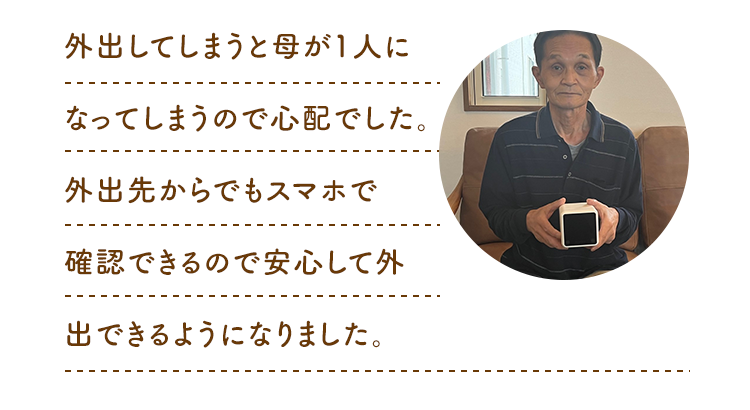 外出してしまうと母が1人に
なってしまうので心配でした。
外出先からでもスマホで
確認できるので安心して外
出できるようになりました。